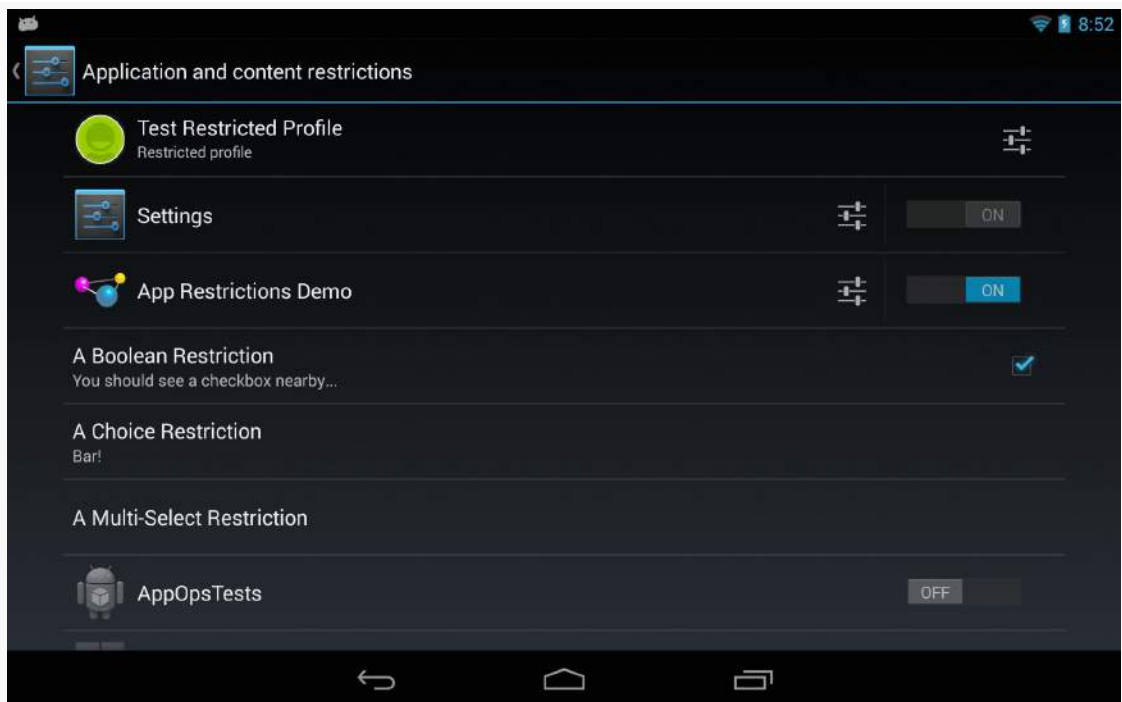 8:52
Application and content restrictions
Test Restricted Profile
Restricted profile
Settings
ON
App Restrictions Demo
ON
A Boolean Restriction
You should see a checkbox nearby...
A Choice Restriction
Bar!
A Multi-Select Restriction
AppOpsTests
OFF